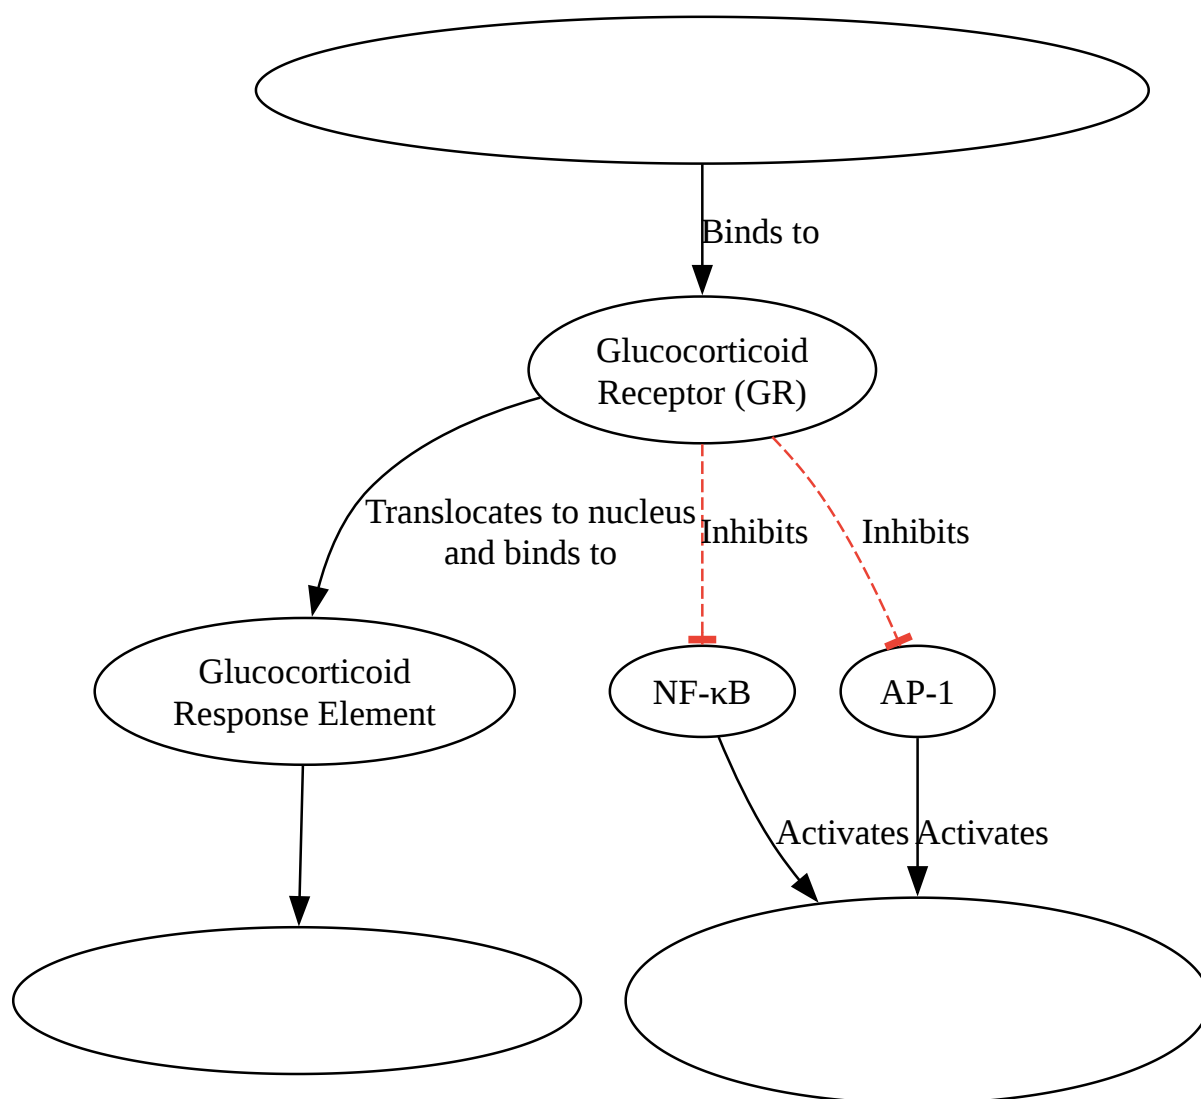 Binds to
Glucocorticoid
Receptor (GR)
Translocates to nucleus
and binds to
Inhibits
Inhibits
Glucocorticoid
Response Element
NF-κB
AP-1
Activates
Activates